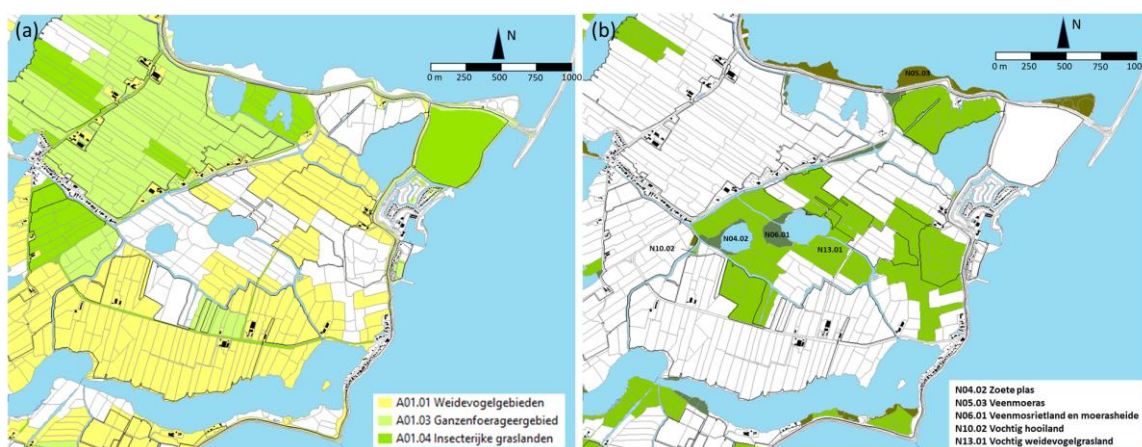 (a)
N
0 m 250 500 750 1000
A01.01 Weidevogelgebieden
A01.03 Ganzenfoerageergebied
A01.04 Insecterijke graslanden
(b)
N
0 m 250 500 750 1000
N05.03
N10.02
N04.02
N06.01
N13.01
N04.02 Zoete plas
N05.03 Veenmoeras
N06.01 Veenmosrietland en moerasheide
N10.02 Vochtig hooiland
N13.01 Vochtig weidevogelgrasland